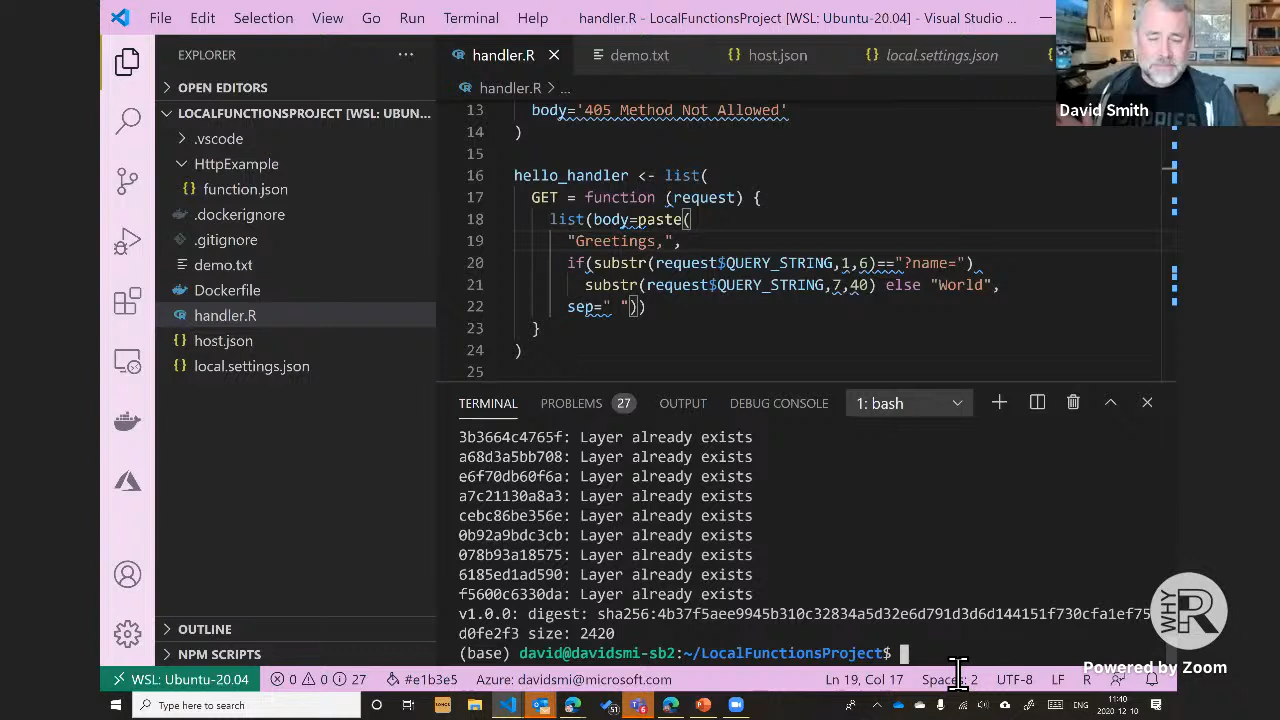 File Edit Selection View Go Run Terminal Help handler.R - LocalFunctionsProject [WSL: Ubuntu-20.04] - Visual Studio ...
EXPLORER ···
handler.R demo.txt host.json local.settings.json
OPEN EDITORS
handler.R > ...
LOCALFUNCTIONSPROJECT [WSL: UBUN...
.vscode
HttpExample
function.json
.dockerignore
.gitignore
demo.txt
Dockerfile
handler.R
host.json
local.settings.json
OUTLINE
NPM SCRIPTS
13 body='405 Method Not Allowed'
14 )
15
16 hello_handler <- list(
17 GET = function (request) {
18 list(body=paste(
19 "Greetings,",
20 if(substr(request$QUERY_STRING,1,6)=="?name=")
21 substr(request$QUERY_STRING,7,40) else "World",
22 sep=" "))
23 }
24 )
25
TERMINAL PROBLEMS 27 OUTPUT DEBUG CONSOLE 1: bash
3b3664c4765f: Layer already exists
a68d3a5bb708: Layer already exists
e6f70db60f6a: Layer already exists
a7c21130a8a3: Layer already exists
cebc86be356e: Layer already exists
0b92a9bdc3cb: Layer already exists
078b93a18575: Layer already exists
6185ed1ad590: Layer already exists
f5600c6330da: Layer already exists
v1.0.0: digest: sha256:4b37f5aee9945b310c32834a5d32e6d791d3d6d144151f730cfa1ef75
d0fe2f3 size: 2420
(base) david@davidsmi-sb2:~/LocalFunctionsProject$
WSL: Ubuntu-20.04 0 0 27 #e1b3e5 Azure: davidsmi@microsoft.com Ln 19, Col 17 Spaces: 2 UTF-8 LF R
Type here to search
11:40
2020-12-10
David Smith
WHY R
Powered by Zoom